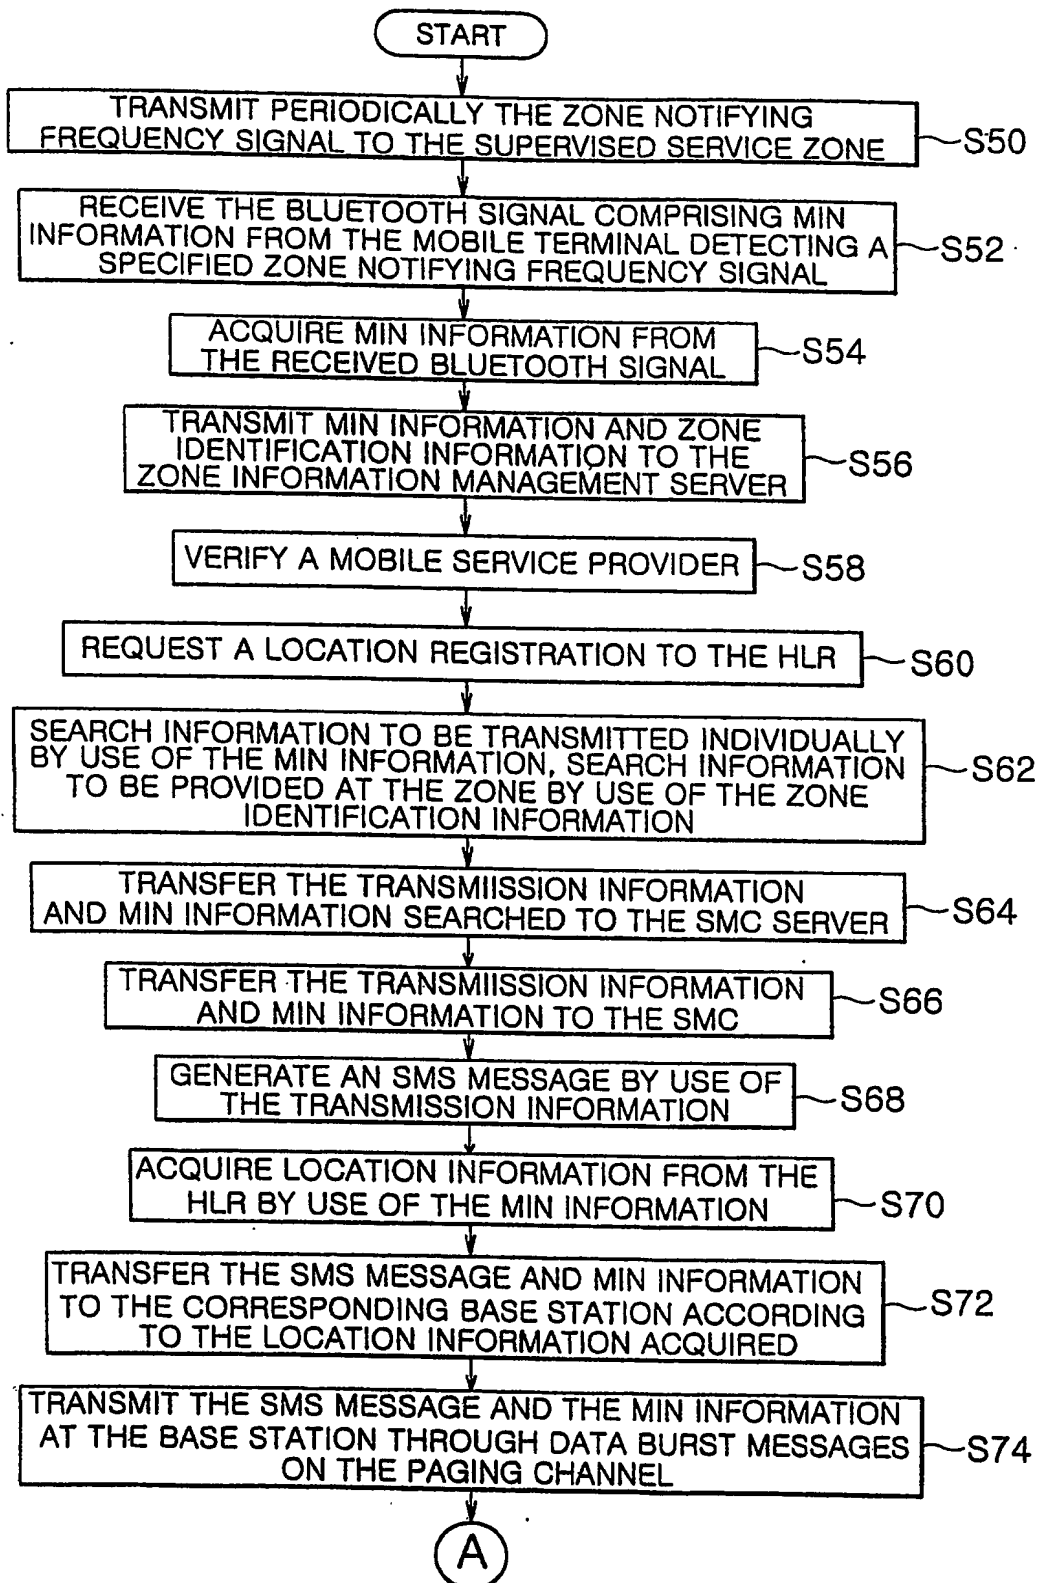 START
TRANSMIT PERIODICALLY THE ZONE NOTIFYING
FREQUENCY SIGNAL TO THE SUPERVISED SERVICE ZONE
S50
RECEIVE THE BLUETOOTH SIGNAL COMPRISING MIN
INFORMATION FROM THE MOBILE TERMINAL DETECTING A
SPECIFIED ZONE NOTIFYING FREQUENCY SIGNAL
S52
ACQUIRE MIN INFORMATION FROM
THE RECEIVED BLUETOOTH SIGNAL
S54
TRANSMIT MIN INFORMATION AND ZONE
IDENTIFICATION INFORMATION TO THE
ZONE INFORMATION MANAGEMENT SERVER
S56
VERIFY A MOBILE SERVICE PROVIDER
S58
REQUEST A LOCATION REGISTRATION TO THE HLR
S60
SEARCH INFORMATION TO BE TRANSMITTED INDIVIDUALLY
BY USE OF THE MIN INFORMATION, SEARCH INFORMATION
TO BE PROVIDED AT THE ZONE BY USE OF THE ZONE
IDENTIFICATION INFORMATION
S62
TRANSFER THE TRANSMIISSION INFORMATION
AND MIN INFORMATION SEARCHED TO THE SMC SERVER
S64
TRANSFER THE TRANSMIISSION INFORMATION
AND MIN INFORMATION TO THE SMC
S66
GENERATE AN SMS MESSAGE BY USE OF
THE TRANSMISSION INFORMATION
S68
ACQUIRE LOCATION INFORMATION FROM THE
HLR BY USE OF THE MIN INFORMATION
S70
TRANSFER THE SMS MESSAGE AND MIN INFORMATION
TO THE CORRESPONDING BASE STATION ACCORDING
TO THE LOCATION INFORMATION ACQUIRED
S72
TRANSMIT THE SMS MESSAGE AND THE MIN INFORMATION
AT THE BASE STATION THROUGH DATA BURST MESSAGES
ON THE PAGING CHANNEL
S74
A